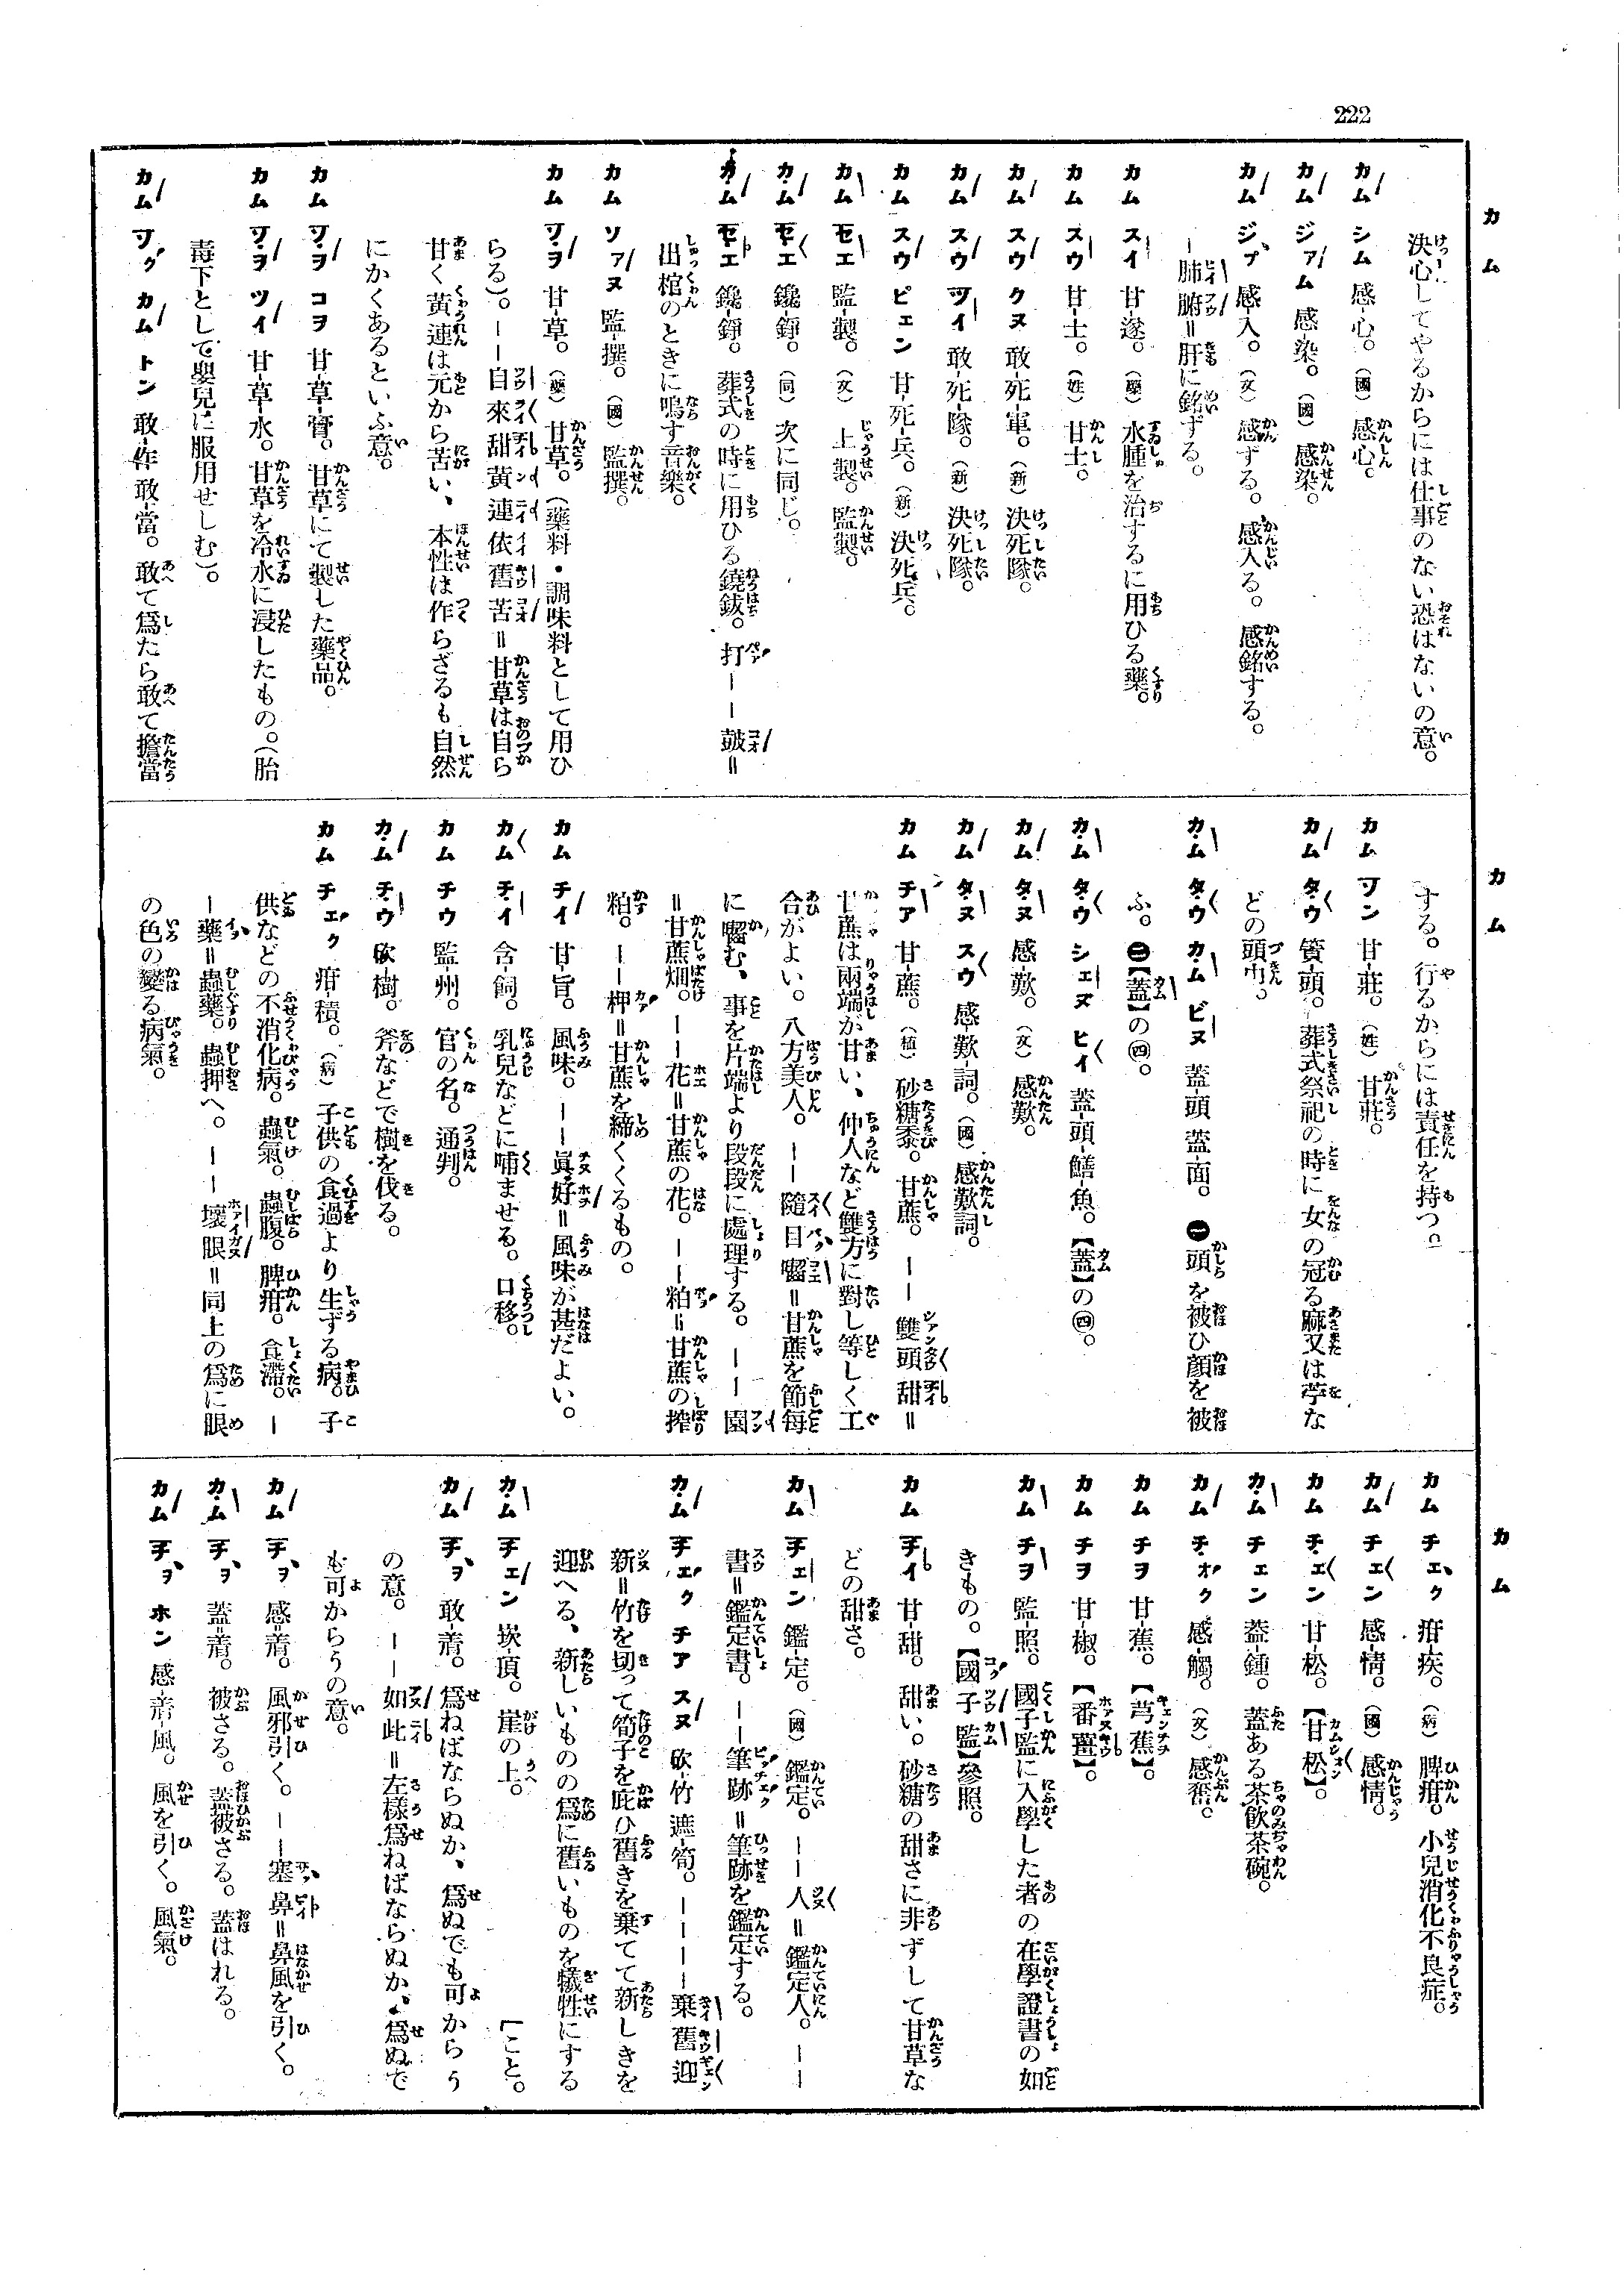 222
カム
決心してやるからには仕事のない恐はないの意。
カム シム 感-心。(國) 感心。
カム ジァム 感染。(國) 感染。
カム ジプ 感-入。(文) 感ずる。感入る。感銘する。
―肺腑=肝に銘ずる。
カム スイ 甘-遂。(藥) 水腫を治するに用ひる藥。
カム スウ 甘-士。(姓) 甘士。
カム スウ クヌ 敢-死-軍。(新) 決死隊。
カム スウ ツイ 敢-死-隊。(新) 決死隊。
カム スウ ピェン 甘-死-兵。(新) 決死兵。
カム セエ 監-製。(文) 上製。監製。
カム セエ 鑱-錚。(同) 次に同じ。
カム セエ 鑱-錚。葬式の時に用ひる鐃鈸。打――鼓=
出棺のときに鳴す音樂。
カム ソァヌ 監-撰。(國) 監撰。
カム ツヲ 甘-草。(藥) 甘草。(藥料・調味料として用ひ
らる)。――自來甜黃連依舊苦=甘草は自ら
甘く黃連は元から苦い、本性は作らざるも自然
にかくあるといふ意。
カム ツヲ コヲ 甘-草-膏。甘草にて製した藥品。
カム ツヲ ツイ 甘-草-水。甘草を冷水に浸したもの。(胎
毒下として嬰兒に服用せしむ)。
カム ツク カム トン 敢-作 敢-當。敢て爲たら敢て擔當
カム
する。行るからには責任を持つ。
カム ツン 甘-莊。(姓) 甘莊。
カム タウ 篢-頭。葬式祭祀の時に女の冠る麻又は苧な
どの頭巾。
カム タウ カム ビヌ 蓋頭 蓋-面。㊀頭を被ひ顏を被
ふ。㊁【蓋】の㊃。
カム タウ シェヌ ヒイ 蓋-頭-鱔-魚。【蓋】の㊃。
カム タヌ 感-歎。(文) 感歎。
カム タヌ スウ 感-歎-詞。(國) 感歎詞。
カム チア 甘-蔗。(植) 砂糖黍。甘蔗。――雙頭甜=
甘蔗は兩端が甘い、仲人など雙方に對し等しく工
合がよい。八方美人。――隨目囓=甘蔗を節每
に囓む、事を片端より段段に處理する。――園
=甘蔗畑。――花=甘蔗の花。――粕=甘蔗の搾
粕。――柙=甘蔗を締くくるもの。
カム チイ 甘-旨。風味。――眞好=風味が甚だよい。
カム チイ 含-飼。乳兒などに哺ませる。口移。
カム チウ 監-州。官の名。通判。
カム チウ 砍-樹。斧などで樹を伐る。
カム チェク 疳-積。(病) 子供の食過より生ずる病。子
供などの不消化病。蟲氣。蟲腹。脾疳。食滯。―
―藥=蟲藥。蟲押へ。――壞眼=同上の爲に眼
の色の變る病氣。
カム
カム チェク 疳-疾。(病) 脾疳。小兒消化不良症。
カム チェン 感-情。(國) 感情。
カム チェン 甘-松。【甘松】。
カム チェン 蓋-鍾。蓋ある茶飮茶碗。
カム チオク 感-觸。(文) 感奮。
カム チヲ 甘-蕉。【芎蕉】。
カム チヲ 甘-椒。【番薑】。
カム チヲ 監-照。國子監に入學した者の在學證書の如
きもの。【國子監】參照。
カム チイ 甘-甜。甜い。砂糖の甜さに非ずして甘草な
どの甜さ。
カム チェン 鑑-定。(國) 鑑定。――人=鑑定人。――
書=鑑定書。――筆跡=筆跡を鑑定する。
カム チェク チア スヌ 砍-竹 遮-筍。――――棄舊迎
新=竹を切って筍子を庇ひ舊きを棄てて新しきを
迎へる、新しいものの爲に舊いものを犧牲にする
カム チェン 崁-頂。崖の上。 [こと。
カム チヲ 敢-着。爲ねばならぬか、爲ぬでも可からう
の意。――如此=左樣爲ねばならぬか、爲ぬで
も可からうの意。
カム チヲ 感=着。風邪引く。――塞鼻=鼻風を引く。
カム チヲ 蓋=着。被さる。蓋被さる。蓋はれる。
カム チヲ ホン 感-着-風。風を引く。風氣。